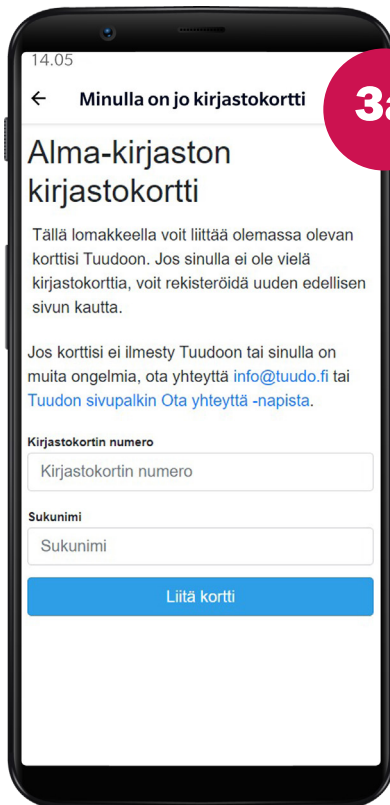 14.05
Minulla on jo kirjastokortti
3a
Alma-kirjaston
kirjastokortti
Tällä lomakkeella voit liittää olemassa olevan
korttisi Tuudoon. Jos sinulla ei ole vielä
kirjastokorttia, voit rekisteröidä uuden edellisen
sivun kautta.
Jos korttisi ei ilmesty Tuudoon tai sinulla on
muita ongelmia, ota yhteyttä info@tuudo.fi tai
Tuudon sivupalkin Ota yhteyttä -napista.
Kirjastokortin numero
Kirjastokortin numero
Sukunimi
Sukunimi
Liitä kortti